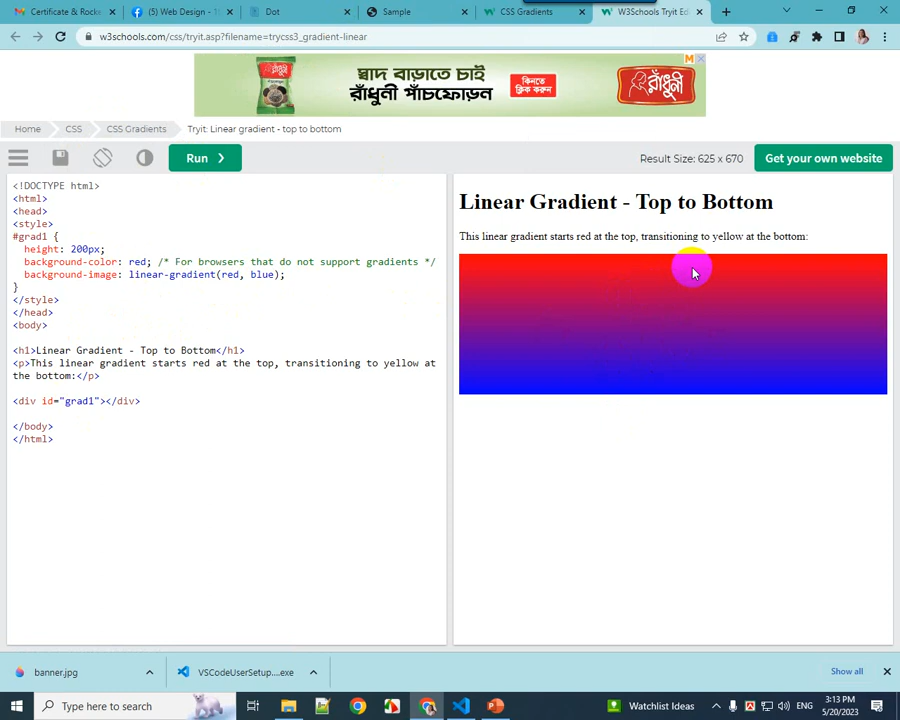 Certificate & Rocke
(5) Web Design - 1
Dot
Sample
CSS Gradients
W3Schools Tryit Ed
w3schools.com/css/tryit.asp?filename=trycss3_gradient-linear
স্বাদ বাড়াতে চাই
রাঁধুনী পাঁচফোড়ন
কিনতে
ক্লিক করুন
রাঁধুনী
Home
CSS
CSS Gradients
Tryit: Linear gradient - top to bottom
Run ❯
Result Size: 625 x 670
Get your own website
<!DOCTYPE html>
<html>
<head>
<style>
#grad1 {
height: 200px;
background-color: red; /* For browsers that do not support gradients */
background-image: linear-gradient(red, blue);
}
</style>
</head>
<body>
<h1>Linear Gradient - Top to Bottom</h1>
<p>This linear gradient starts red at the top, transitioning to yellow at
the bottom:</p>
<div id="grad1"></div>
</body>
</html>
Linear Gradient - Top to Bottom
This linear gradient starts red at the top, transitioning to yellow at the bottom:
banner.jpg
VSCodeUserSetup....exe
Show all
Type here to search
Watchlist Ideas
ENG
3:13 PM
5/20/2023